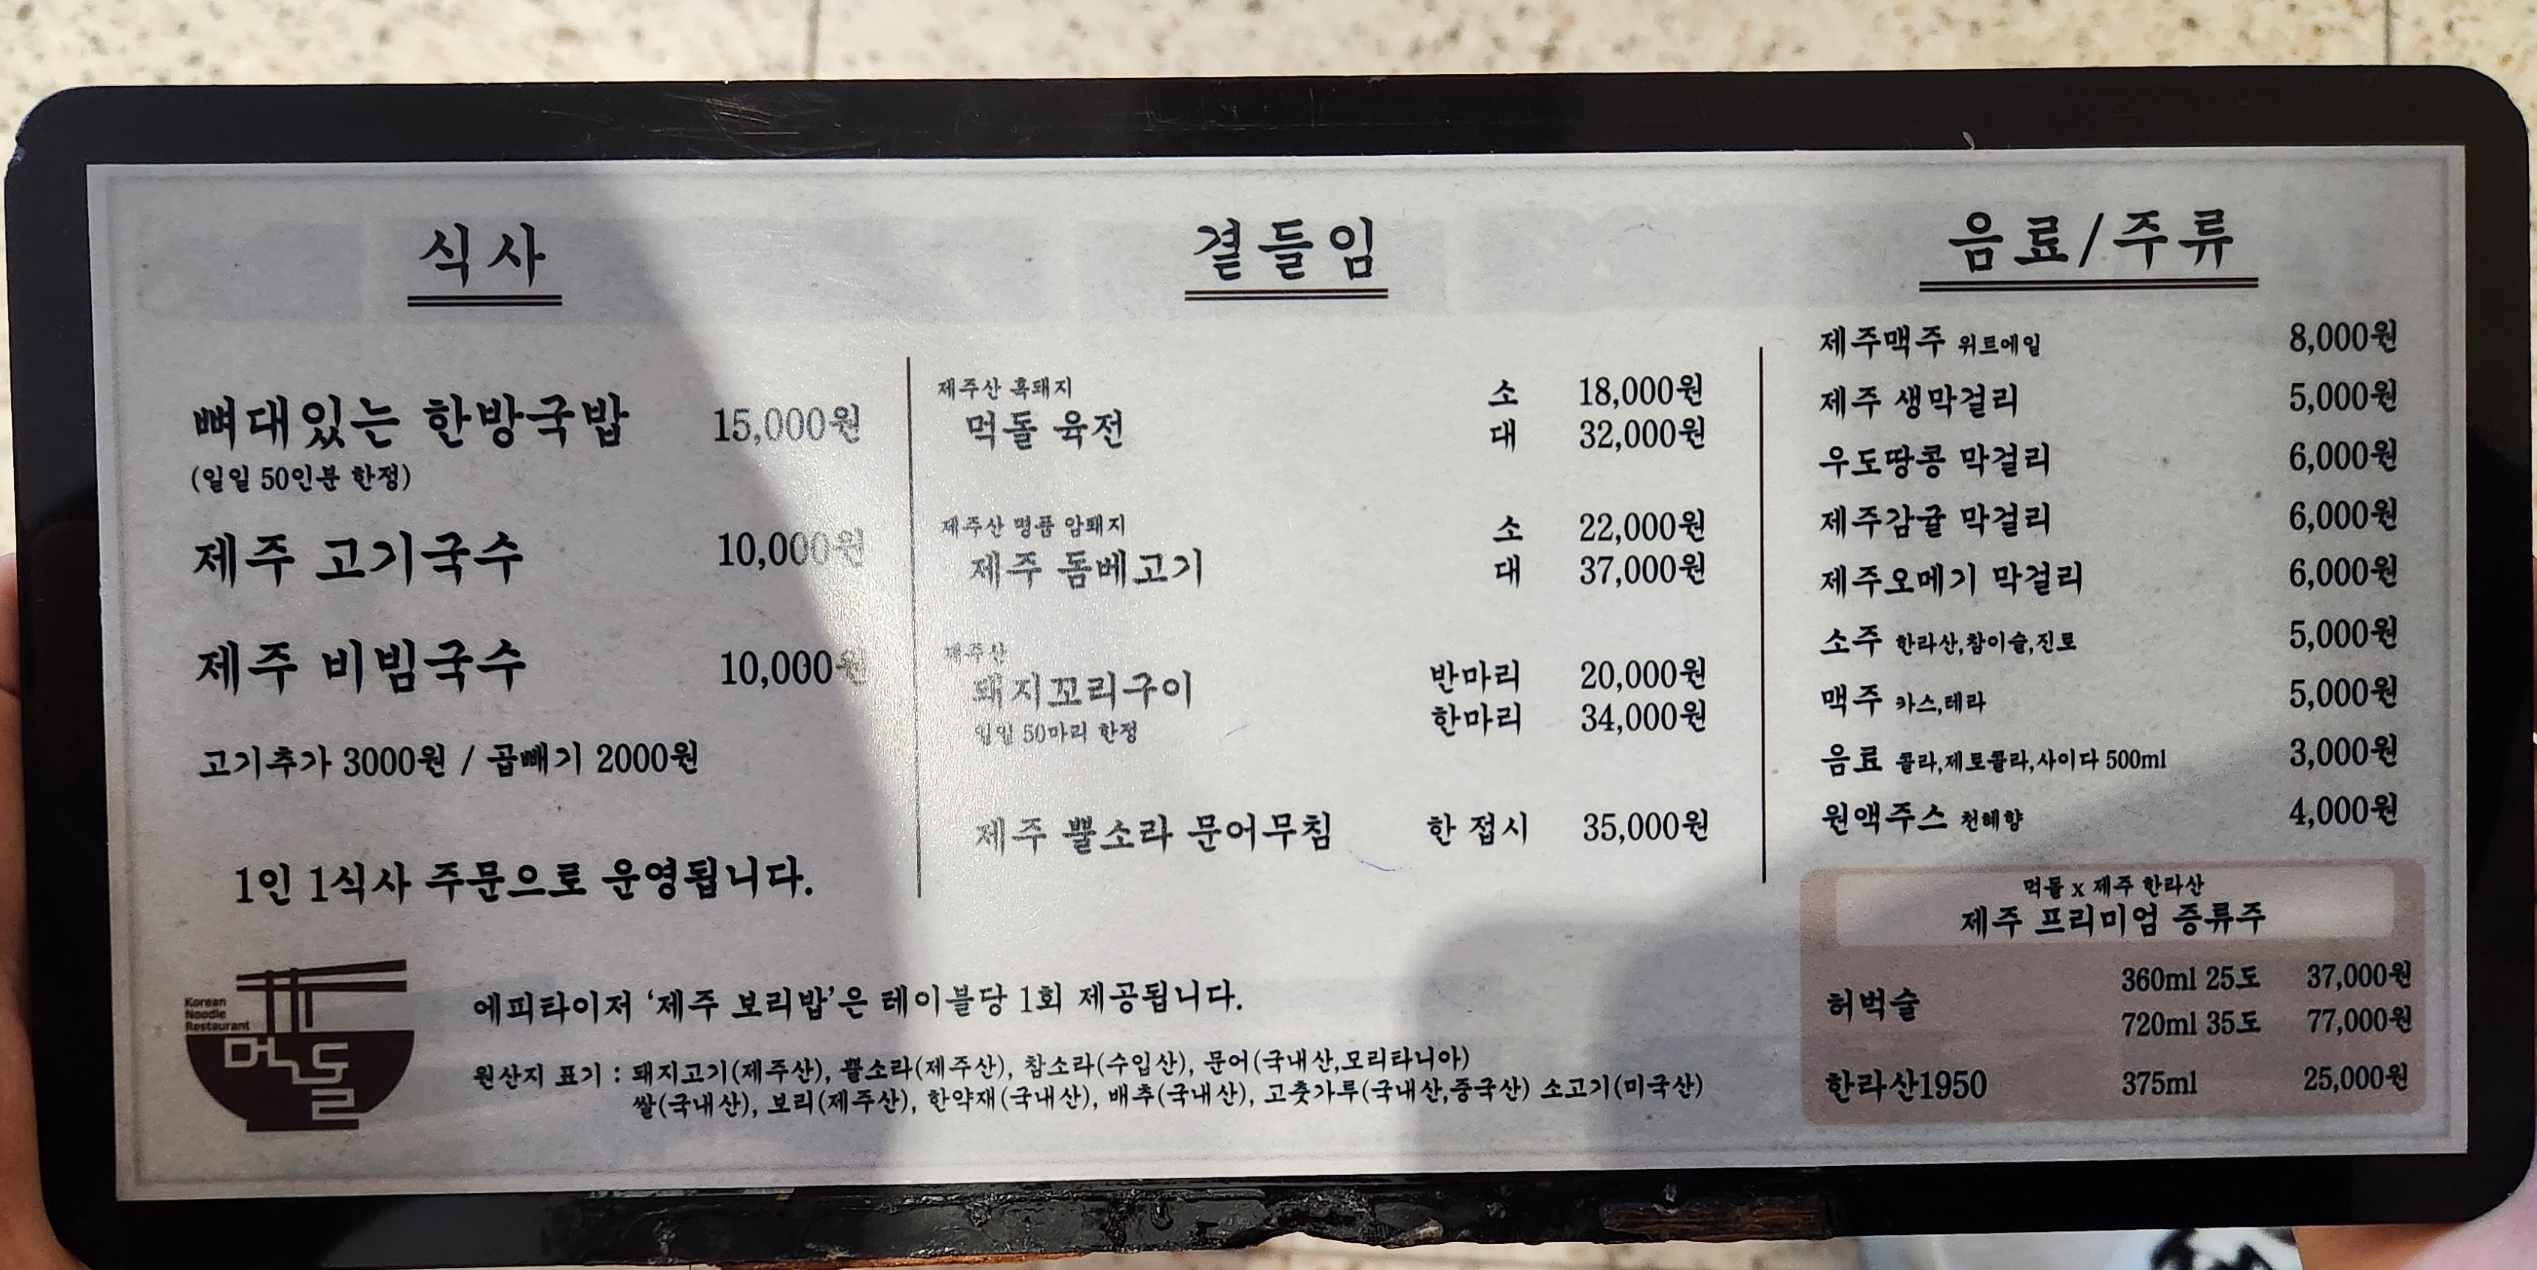 식사
뼈대있는 한방국밥 15,000원
(일일 50인분 한정)
제주 고기국수 10,000원
제주 비빔국수 10,000원
고기추가 3000원 / 곱빼기 2000원
1인 1식사 주문으로 운영됩니다.
곁들임
제주산 흑돼지
먹돌 육전 소 18,000원
대 32,000원
제주산 명품 암퇘지
제주 돔베고기 소 22,000원
대 37,000원
제주산
돼지꼬리구이 반마리 20,000원
일일 50마리 한정 한마리 34,000원
제주 뿔소라 문어무침 한 접시 35,000원
음료/주류
제주맥주 위트에일 8,000원
제주 생막걸리 5,000원
우도땅콩 막걸리 6,000원
제주감귤 막걸리 6,000원
제주오메기 막걸리 6,000원
소주 한라산,참이슬,진로 5,000원
맥주 카스,테라 5,000원
음료 콜라,제로콜라,사이다 500ml 3,000원
원액주스 천혜향 4,000원
먹돌 x 제주 한라산
제주 프리미엄 증류주
허벅술 360ml 25도 37,000원
720ml 35도 77,000원
한라산1950 375ml 25,000원
Korean
Noodle
Restaurant
먹돌
에피타이저 '제주 보리밥'은 테이블당 1회 제공됩니다.
원산지 표기 : 돼지고기(제주산), 뿔소라(제주산), 참소라(수입산), 문어(국내산,모리타니아)
쌀(국내산), 보리(제주산), 한약재(국내산), 배추(국내산), 고춧가루(국내산,중국산) 소고기(미국산)